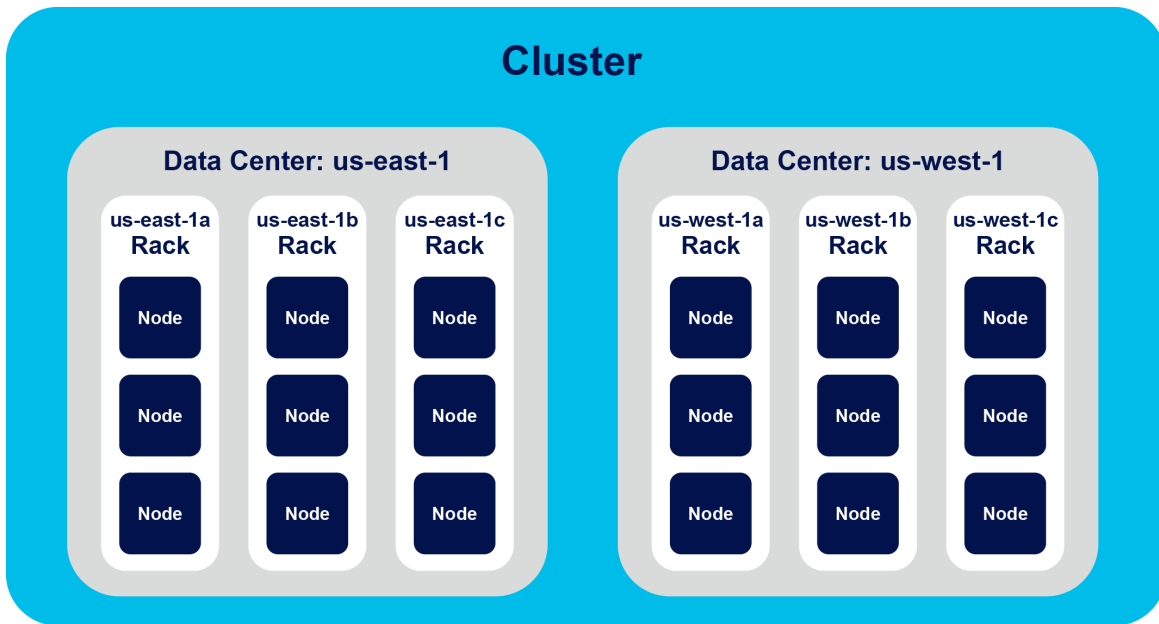 Cluster
Data Center: us-east-1
us-east-1a
Rack
Node
Node
Node
us-east-1b
Rack
Node
Node
Node
us-east-1c
Rack
Node
Node
Node
Data Center: us-west-1
us-west-1a
Rack
Node
Node
Node
us-west-1b
Rack
Node
Node
Node
us-west-1c
Rack
Node
Node
Node